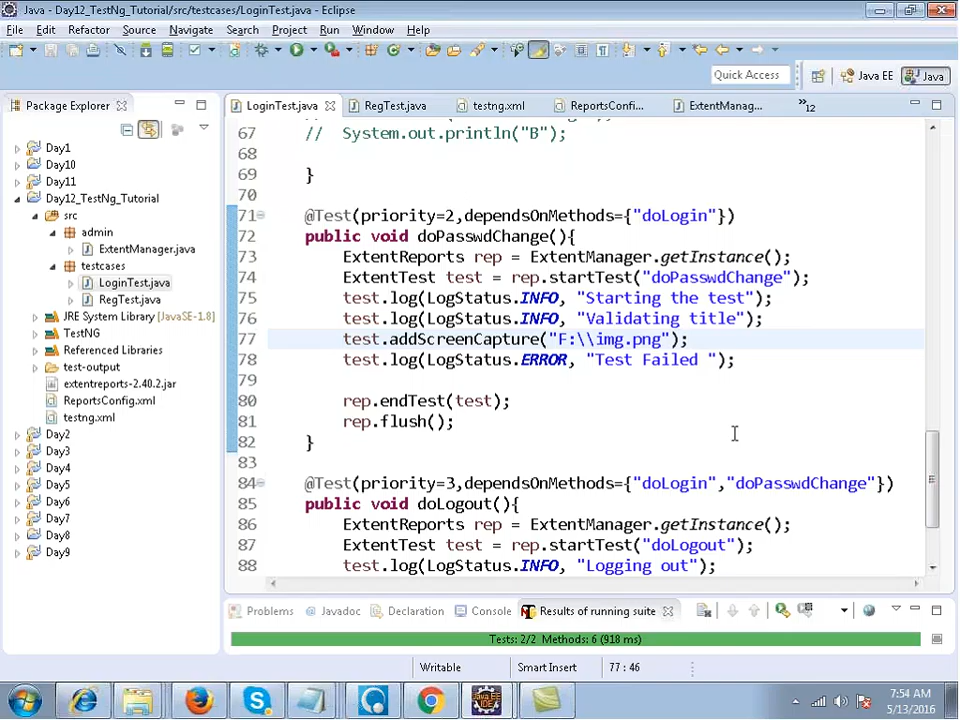 Java - Day12_TestNg_Tutorial/src/testcases/LoginTest.java - Eclipse
File Edit Refactor Source Navigate Search Project Run Window Help
Quick Access Java EE Java
Package Explorer
LoginTest.java RegTest.java testng.xml ReportsConfi... ExtentManag... »12
Day1
Day10
Day11
Day12_TestNg_Tutorial
src
admin
ExtentManager.java
testcases
LoginTest.java
RegTest.java
JRE System Library [JavaSE-1.8]
TestNG
Referenced Libraries
test-output
extentreports-2.40.2.jar
ReportsConfig.xml
testng.xml
Day2
Day3
Day4
Day5
Day6
Day7
Day8
Day9
67 // System.out.println("B");
68
69 }
70
71 @Test(priority=2,dependsOnMethods={"doLogin"})
72 public void doPasswdChange(){
73 ExtentReports rep = ExtentManager.getInstance();
74 ExtentTest test = rep.startTest("doPasswdChange");
75 test.log(LogStatus.INFO, "Starting the test");
76 test.log(LogStatus.INFO, "Validating title");
77 test.addScreenCapture("F:\\img.png");
78 test.log(LogStatus.ERROR, "Test Failed ");
79
80 rep.endTest(test);
81 rep.flush();
82 }
83
84 @Test(priority=3,dependsOnMethods={"doLogin","doPasswdChange"})
85 public void doLogout(){
86 ExtentReports rep = ExtentManager.getInstance();
87 ExtentTest test = rep.startTest("doLogout");
88 test.log(LogStatus.INFO, "Logging out");
Problems Javadoc Declaration Console Results of running suite
Tests: 2/2 Methods: 6 (918 ms)
Writable Smart Insert 77 : 46
7:54 AM
5/13/2016